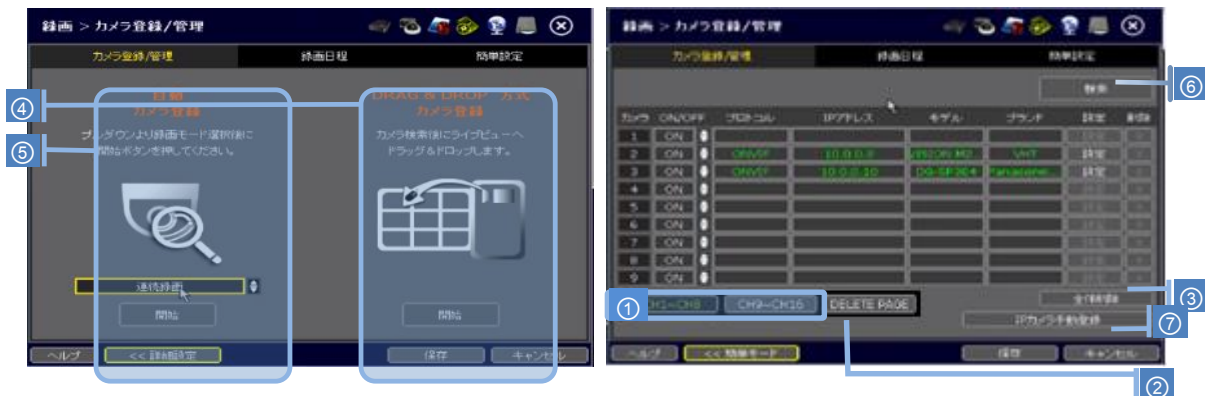 録画 > カメラ登録/管理
カメラ登録/管理
録画日程
簡単設定
④
⑤
自動
カメラ登録
プルダウンより録画モード選択後に
開始ボタンを押してください。
連続録画
開始
DRAG & DROP 方式
カメラ登録
カメラ検索後にライブビューへ
ドラッグ&ドロップします。
開始
ヘルプ
<< 詳細設定
保存
キャンセル
録画 > カメラ登録/管理
カメラ登録/管理
録画日程
簡単設定
検索
⑥
カメラ ON/OFF プロトコル IPアドレス モデル ブランド 設定 削除
1 ON
2 ON ONVIF VHT 設定
3 ON ONVIF 10.0.0.10 DG-SP304 Panasonic... 設定
4 ON
5 ON
6 ON
7 ON
8 ON
9 ON
①
CH1~CH8
CH9~CH16
DELETE PAGE
全体削除
③
IPカメラ手動登録
⑦
ヘルプ
<< 簡単モード
保存
キャンセル
②